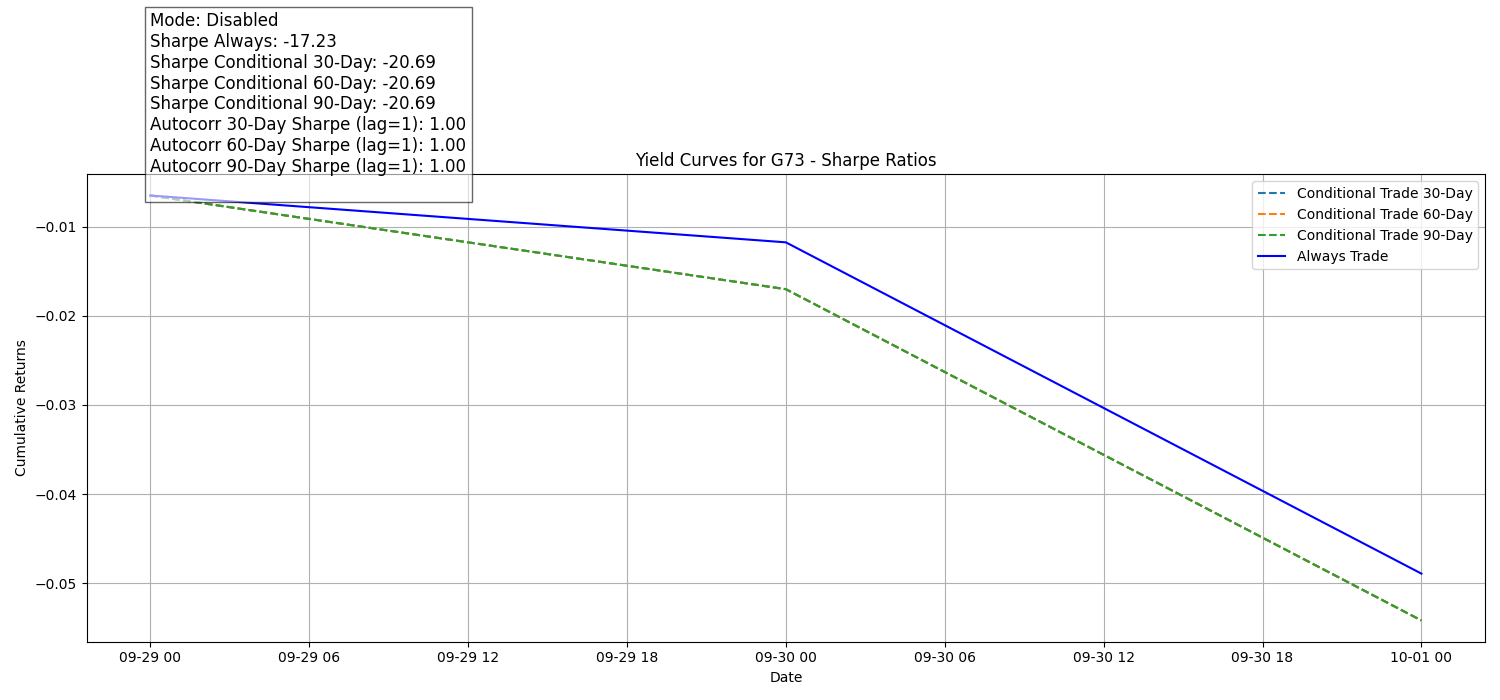 Mode: Disabled
Sharpe Always: -17.23
Sharpe Conditional 30-Day: -20.69
Sharpe Conditional 60-Day: -20.69
Sharpe Conditional 90-Day: -20.69
Autocorr 30-Day Sharpe (lag=1): 1.00
Autocorr 60-Day Sharpe (lag=1): 1.00
Autocorr 90-Day Sharpe (lag=1): 1.00
Yield Curves for G73 - Sharpe Ratios
Conditional Trade 30-Day
Conditional Trade 60-Day
Conditional Trade 90-Day
Always Trade
Cumulative Returns
−0.01
−0.02
−0.03
−0.04
−0.05
09-29 00
09-29 06
09-29 12
09-29 18
09-30 00
09-30 06
09-30 12
09-30 18
10-01 00
Date